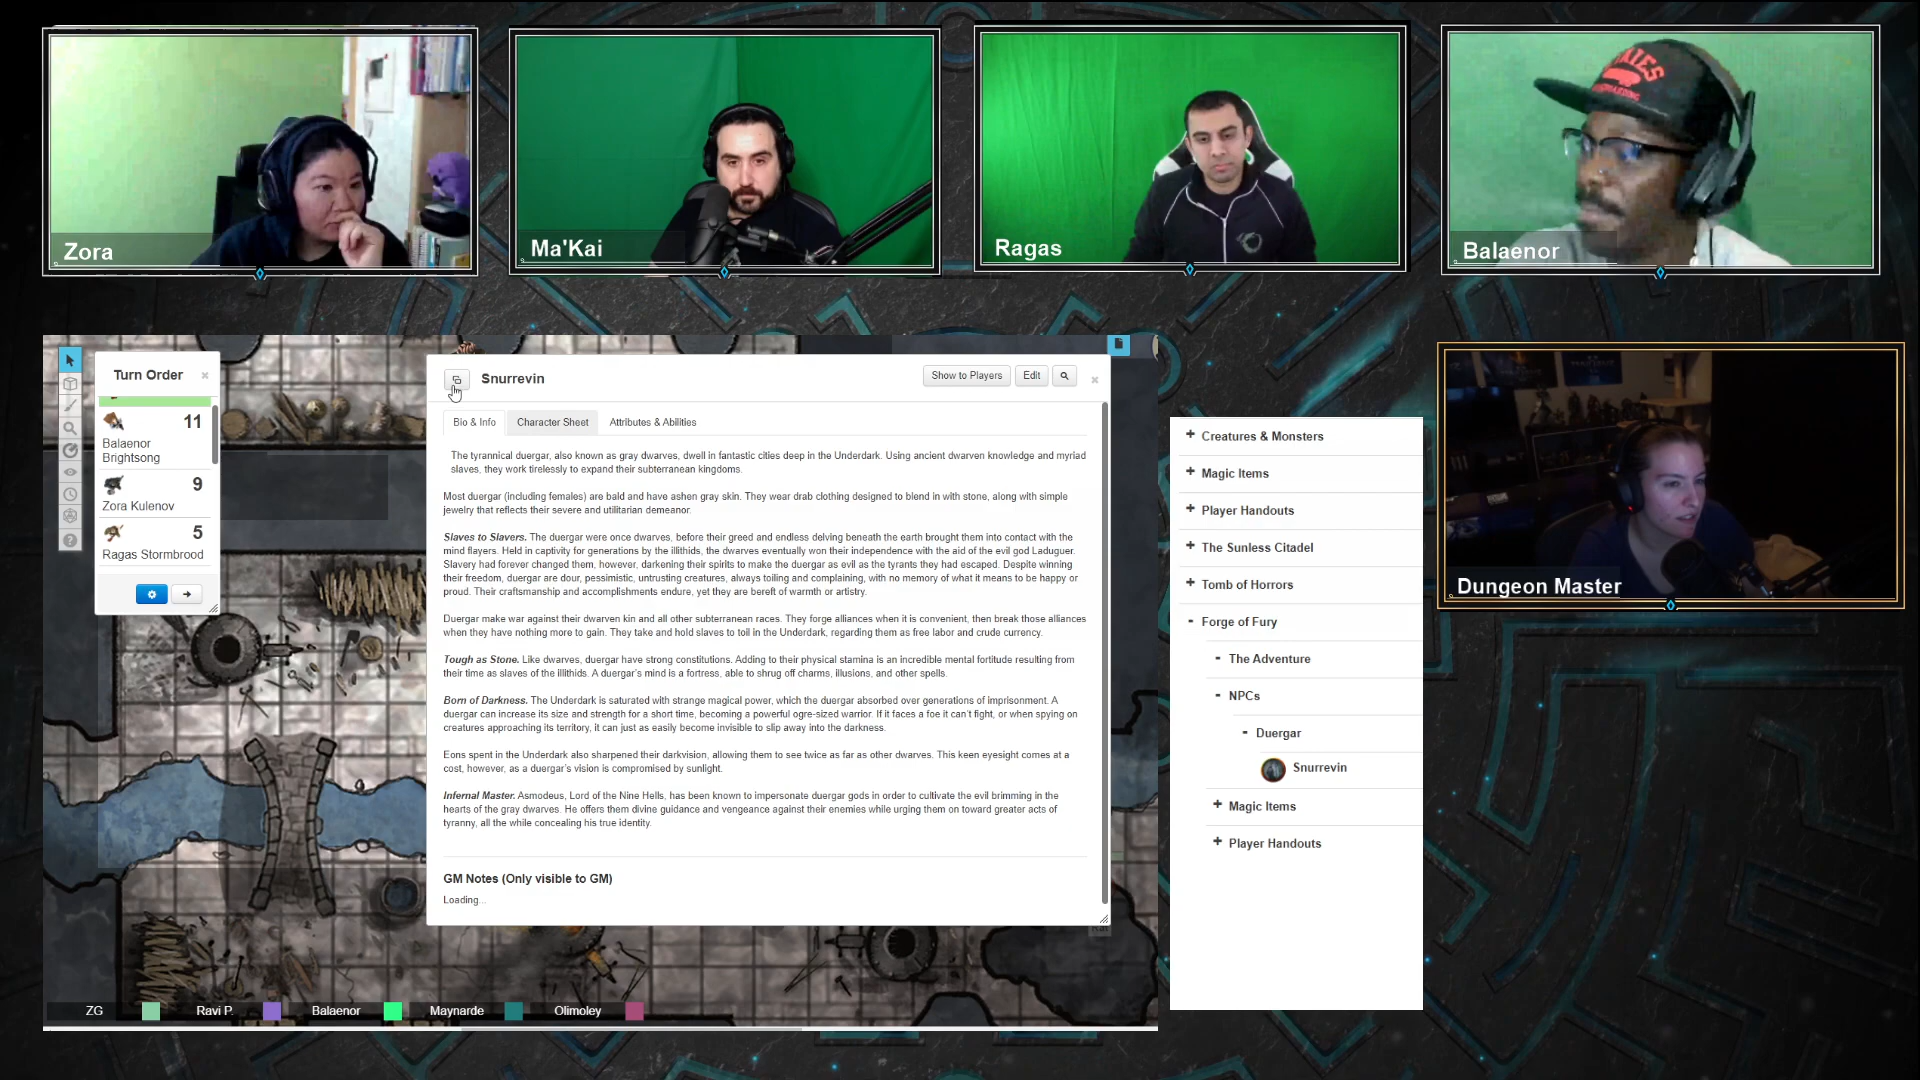 Zora
Ma'Kai
Ragas
Balaenor
Turn Order
11
Balaenor
Brightsong
9
Zora Kulenov
5
Ragas Stormbrood
Snurrevin
Show to Players
Edit
Bio & Info
Character Sheet
Attributes & Abilities
The tyrannical duergar, also known as gray dwarves, dwell in fantastic cities deep in the Underdark. Using ancient dwarven knowledge and myriad
slaves, they work tirelessly to expand their subterranean kingdoms.
Most duergar (including females) are bald and have ashen gray skin. They wear drab clothing designed to blend in with stone, along with simple
jewelry that reflects their severe and utilitarian demeanor.
Slaves to Slavers. The duergar were once dwarves, before their greed and endless delving beneath the earth brought them into contact with the
mind flayers. Held in captivity for generations by the illithids, the dwarves eventually won their independence with the aid of the evil god Laduguer.
Slavery had forever changed them, however, darkening their spirits to make the duergar as evil as the tyrants they had escaped. Despite winning
their freedom, duergar are dour, pessimistic, untrusting creatures, always toiling and complaining, with no memory of what it means to be happy or
proud. Their craftsmanship and accomplishments endure, yet they are bereft of warmth or artistry.
Duergar make war against their dwarven kin and all other subterranean races. They forge alliances when it is convenient, then break those alliances
when they have nothing more to gain. They take and hold slaves to toil in the Underdark, regarding them as free labor and crude currency.
Tough as Stone. Like dwarves, duergar have strong constitutions. Adding to their physical stamina is an incredible mental fortitude resulting from
their time as slaves of the illithids. A duergar's mind is a fortress, able to shrug off charms, illusions, and other spells.
Born of Darkness. The Underdark is saturated with strange magical power, which the duergar absorbed over generations of imprisonment. A
duergar can increase its size and strength for a short time, becoming a powerful ogre-sized warrior. If it faces a foe it can't fight, or when spying on
creatures approaching its territory, it can just as easily become invisible to slip away into the darkness.
Eons spent in the Underdark also sharpened their darkvision, allowing them to see twice as far as other dwarves. This keen eyesight comes at a
cost, however, as a duergar's vision is compromised by sunlight.
Infernal Master. Asmodeus, Lord of the Nine Hells, has been known to impersonate duergar gods in order to cultivate the evil brimming in the
hearts of the gray dwarves. He offers them divine guidance and vengeance against their enemies while urging them on toward greater acts of
tyranny, all the while concealing his true identity.
GM Notes (Only visible to GM)
Loading...
Creatures & Monsters
Magic Items
Player Handouts
The Sunless Citadel
Tomb of Horrors
Forge of Fury
The Adventure
NPCs
Duergar
Snurrevin
Magic Items
Player Handouts
Dungeon Master
ZG
Ravi P.
Balaenor
Maynarde
Olimoley